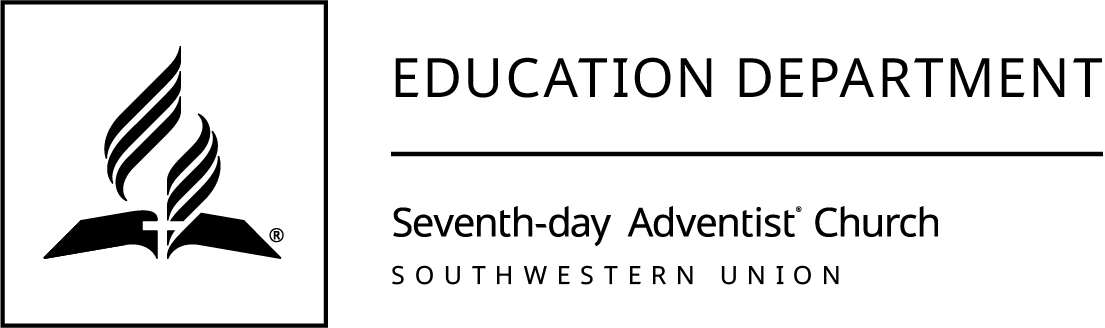 EDUCATION DEPARTMENT
Seventh-day Adventist® Church
SOUTHWESTERN UNION
®